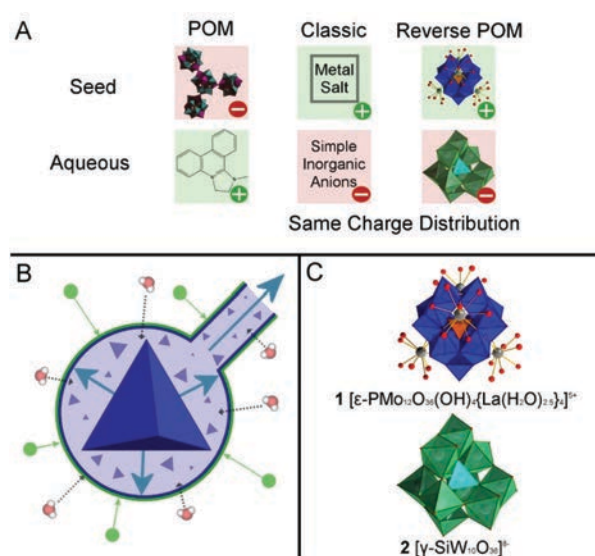 A
POM
Classic
Reverse POM
Seed
−
Metal
Salt
+
+
Aqueous
+
Simple
Inorganic
Anions
−
−
Same Charge Distribution
B
C
1 [ε-PMo₁₂O₃₆(OH)₄{La(H₂O)₂.₅}₄]⁵⁺
2 [γ-SiW₁₀O₃₆]⁸⁻